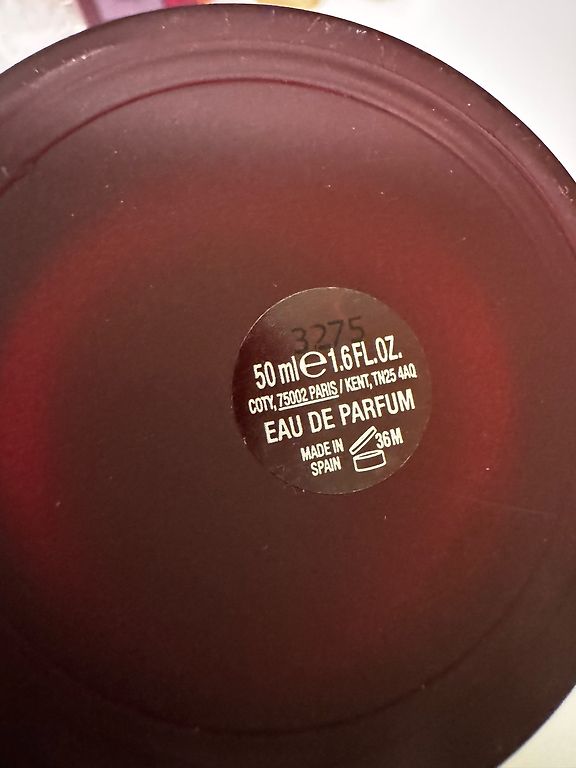 3275
50 ml e 1.6 FL.OZ.
COTY, 75002 PARIS / KENT, TN25 4AQ
EAU DE PARFUM
MADE IN
SPAIN
36 M